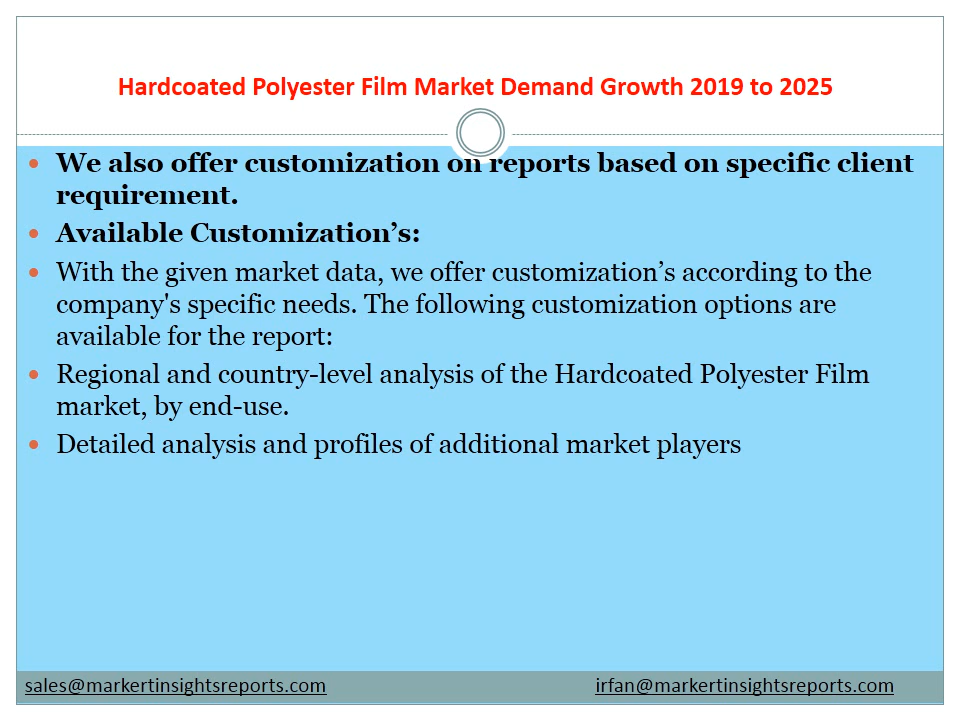 Hardcoated Polyester Film Market Demand Growth 2019 to 2025
We also offer customization on reports based on specific client
requirement.
Available Customization’s:
With the given market data, we offer customization’s according to the
company's specific needs. The following customization options are
available for the report:
Regional and country-level analysis of the Hardcoated Polyester Film
market, by end-use.
Detailed analysis and profiles of additional market players
sales@markertinsightsreports.com
irfan@markertinsightsreports.com